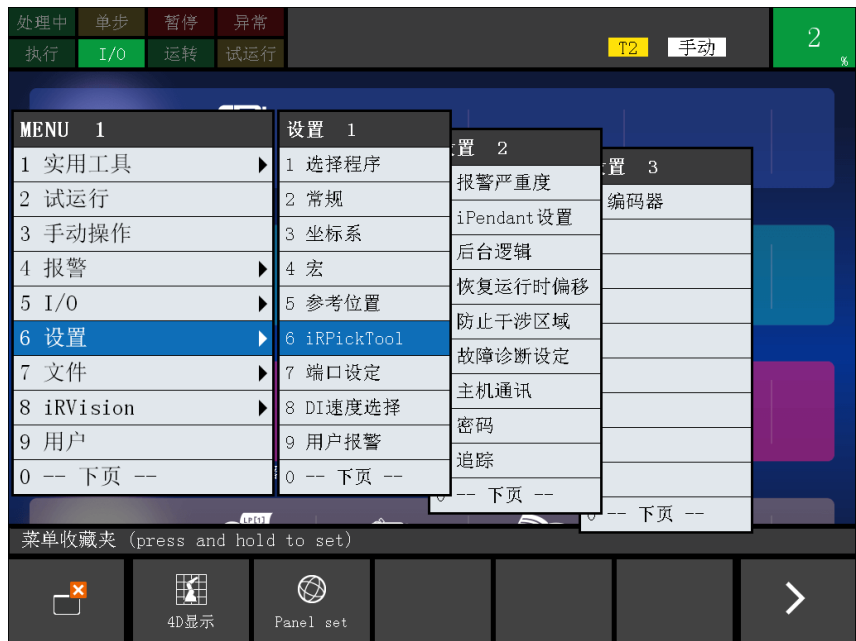 处理中 单步 暂停 异常
执行 I/O 运转 试运行
T2 手动
2 %
MENU 1
1 实用工具
2 试运行
3 手动操作
4 报警
5 I/O
6 设置
7 文件
8 iRVision
9 用户
0 -- 下页 --
设置 1
1 选择程序
2 常规
3 坐标系
4 宏
5 参考位置
6 iRPickTool
7 端口设定
8 DI速度选择
9 用户报警
0 -- 下页 --
置 2
报警严重度
iPendant设置
后台逻辑
恢复运行时偏移
防止干涉区域
故障诊断设定
主机通讯
密码
追踪
-- 下页 --
置 3
编码器
-- 下页 --
LP[1]
菜单收藏夹 (press and hold to set)
4D显示
Panel set